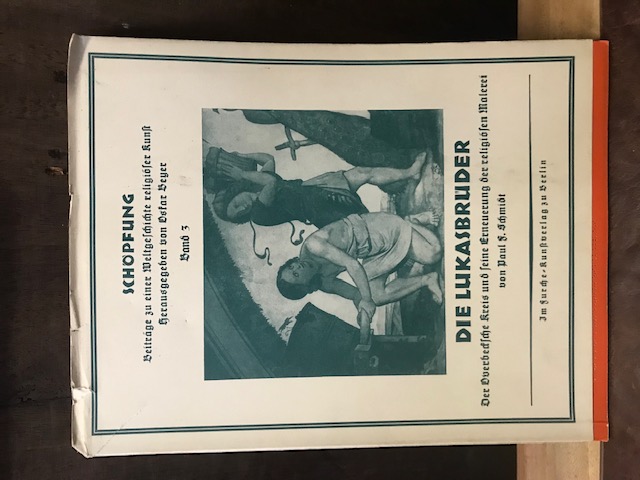 SCHÖPFUNG
Beiträge zu einer Weltgeschichte religiöser Kunst
Herausgegeben von Oskar Beyer
Band 3
DIE LUKASBRÜDER
Der Overbecksche Kreis und seine Erneuerung der religiösen Malerei
von Paul F. Schmidt
Im Furche-Kunstverlag zu Berlin